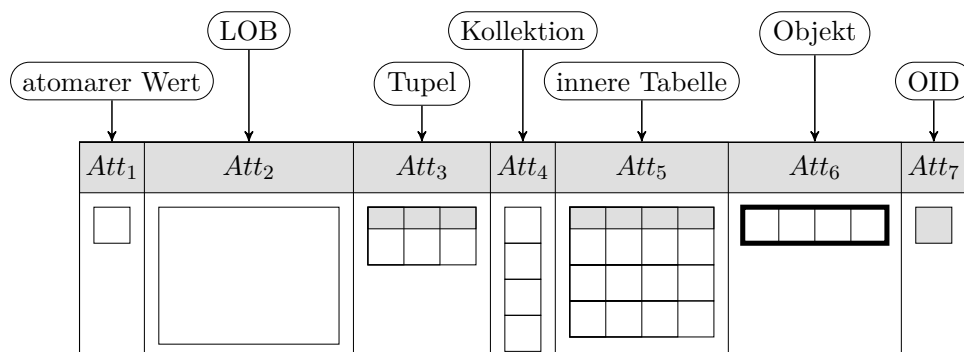 LOB Kollektion Objekt
atomarer Wert Tupel innere Tabelle OID
Att₁ Att₂ Att₃ Att₄ Att₅ Att₆ Att₇